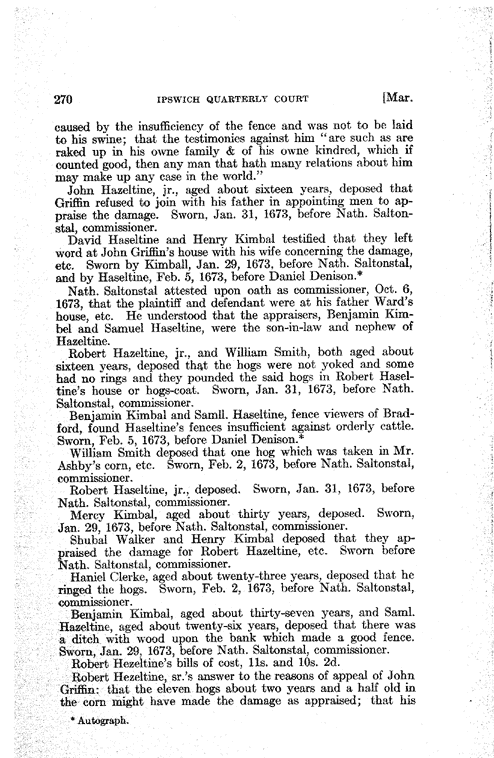 270 IPSWICH QUARTERLY COURT [Mar.
caused by the insufficiency of the fence and was not to be laid
to his swine; that the testimonies against him "are such as are
raked up in his owne family & of his owne kindred, which if
counted good, then any man that hath many relations about him
may make up any case in the world."
John Hazeltine, jr., aged about sixteen years, deposed that
Griffin refused to join with his father in appointing men to ap-
praise the damage. Sworn, Jan. 31, 1673, before Nath. Salton-
stal, commissioner.
David Haseltine and Henry Kimbal testified that they left
word at John Griffin's house with his wife concerning the damage,
etc. Sworn by Kimball, Jan. 29, 1673, before Nath. Saltonstal,
and by Haseltine, Feb. 5, 1673, before Daniel Denison.*
Nath. Saltonstal attested upon oath as commissioner, Oct. 6,
1673, that the plaintiff and defendant were at his father Ward's
house, etc. He understood that the appraisers, Benjamin Kim-
bel and Samuel Haseltine, were the son-in-law and nephew of
Hazeltine.
Robert Hazeltine, jr., and William Smith, both aged about
sixteen years, deposed that the hogs were not yoked and some
had no rings and they pounded the said hogs in Robert Hasel-
tine's house or hogs-coat. Sworn, Jan. 31, 1673, before Nath.
Saltonstal, commissioner.
Benjamin Kimbal and Samll. Haseltine, fence viewers of Brad-
ford, found Haseltine's fences insufficient against orderly cattle.
Sworn, Feb. 5, 1673, before Daniel Denison.*
William Smith deposed that one hog which was taken in Mr.
Ashby's corn, etc. Sworn, Feb. 2, 1673, before Nath. Saltonstal,
commissioner.
Robert Haseltine, jr., deposed. Sworn, Jan. 31, 1673, before
Nath. Saltonstal, commissioner.
Mercy Kimbal, aged about thirty years, deposed. Sworn,
Jan. 29, 1673, before Nath. Saltonstal, commissioner.
Shubal Walker and Henry Kimbal deposed that they ap-
praised the damage for Robert Hazeltine, etc. Sworn before
Nath. Saltonstal, commissioner.
Haniel Clerke, aged about twenty-three years, deposed that he
ringed the hogs. Sworn, Feb. 2, 1673, before Nath. Saltonstal,
commissioner.
Benjamin Kimbal, aged about thirty-seven years, and Saml.
Hazeltine, aged about twenty-six years, deposed that there was
a ditch with wood upon the bank which made a good fence.
Sworn, Jan. 29, 1673, before Nath. Saltonstal, commissioner.
Robert Hezeltine's bills of cost, 11s. and 10s. 2d.
Robert Hezeltine, sr.'s answer to the reasons of appeal of John
Griffin: that the eleven hogs about two years and a half old in
the corn might have made the damage as appraised; that his
* Autograph.